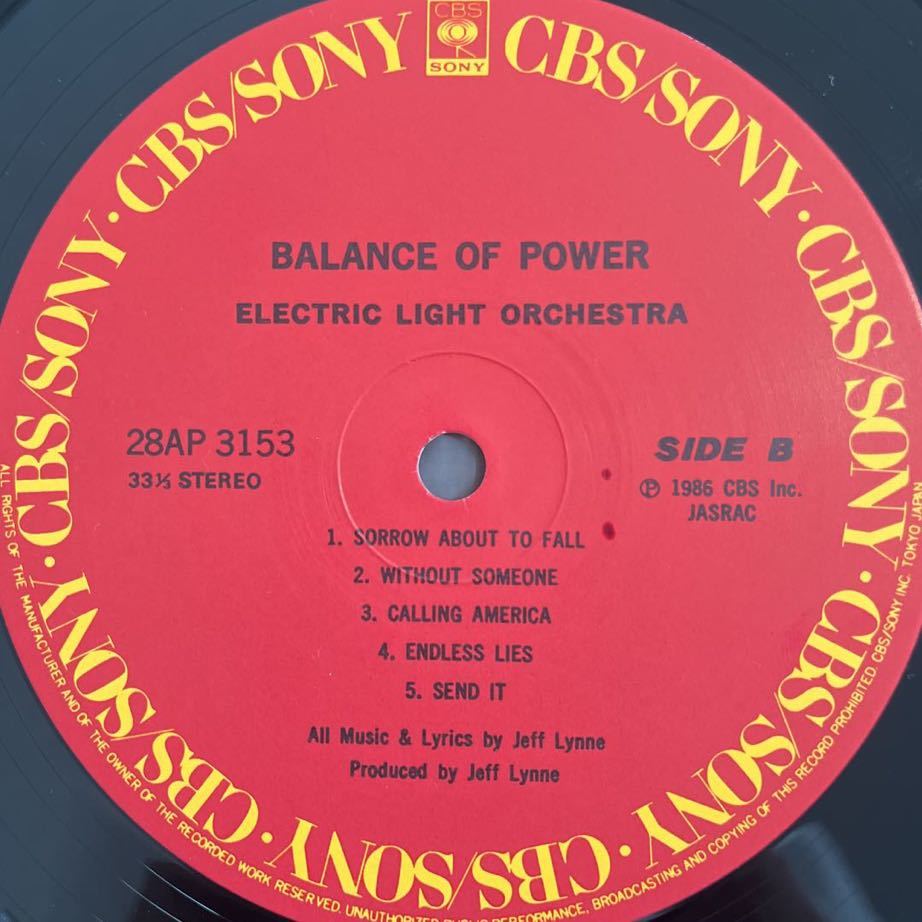 CBS
SONY
CBS/SONY · CBS/SONY · CBS/SONY · CBS/SONY · CBS/SONY · CBS/SONY · CBS/SONY · CBS/SONY · CBS/SONY · CBS/SONY
BALANCE OF POWER
ELECTRIC LIGHT ORCHESTRA
28AP 3153
33⅓ STEREO
SIDE B
Ⓟ 1986 CBS Inc.
JASRAC
1. SORROW ABOUT TO FALL
2. WITHOUT SOMEONE
3. CALLING AMERICA
4. ENDLESS LIES
5. SEND IT
All Music & Lyrics by Jeff Lynne
Produced by Jeff Lynne
ALL RIGHTS OF THE MANUFACTURER AND OF THE OWNER OF THE RECORDED WORK RESERVED. UNAUTHORIZED PUBLIC PERFORMANCE, BROADCASTING AND COPYING OF THIS RECORD PROHIBITED. CBS/SONY INC. TOKYO JAPAN